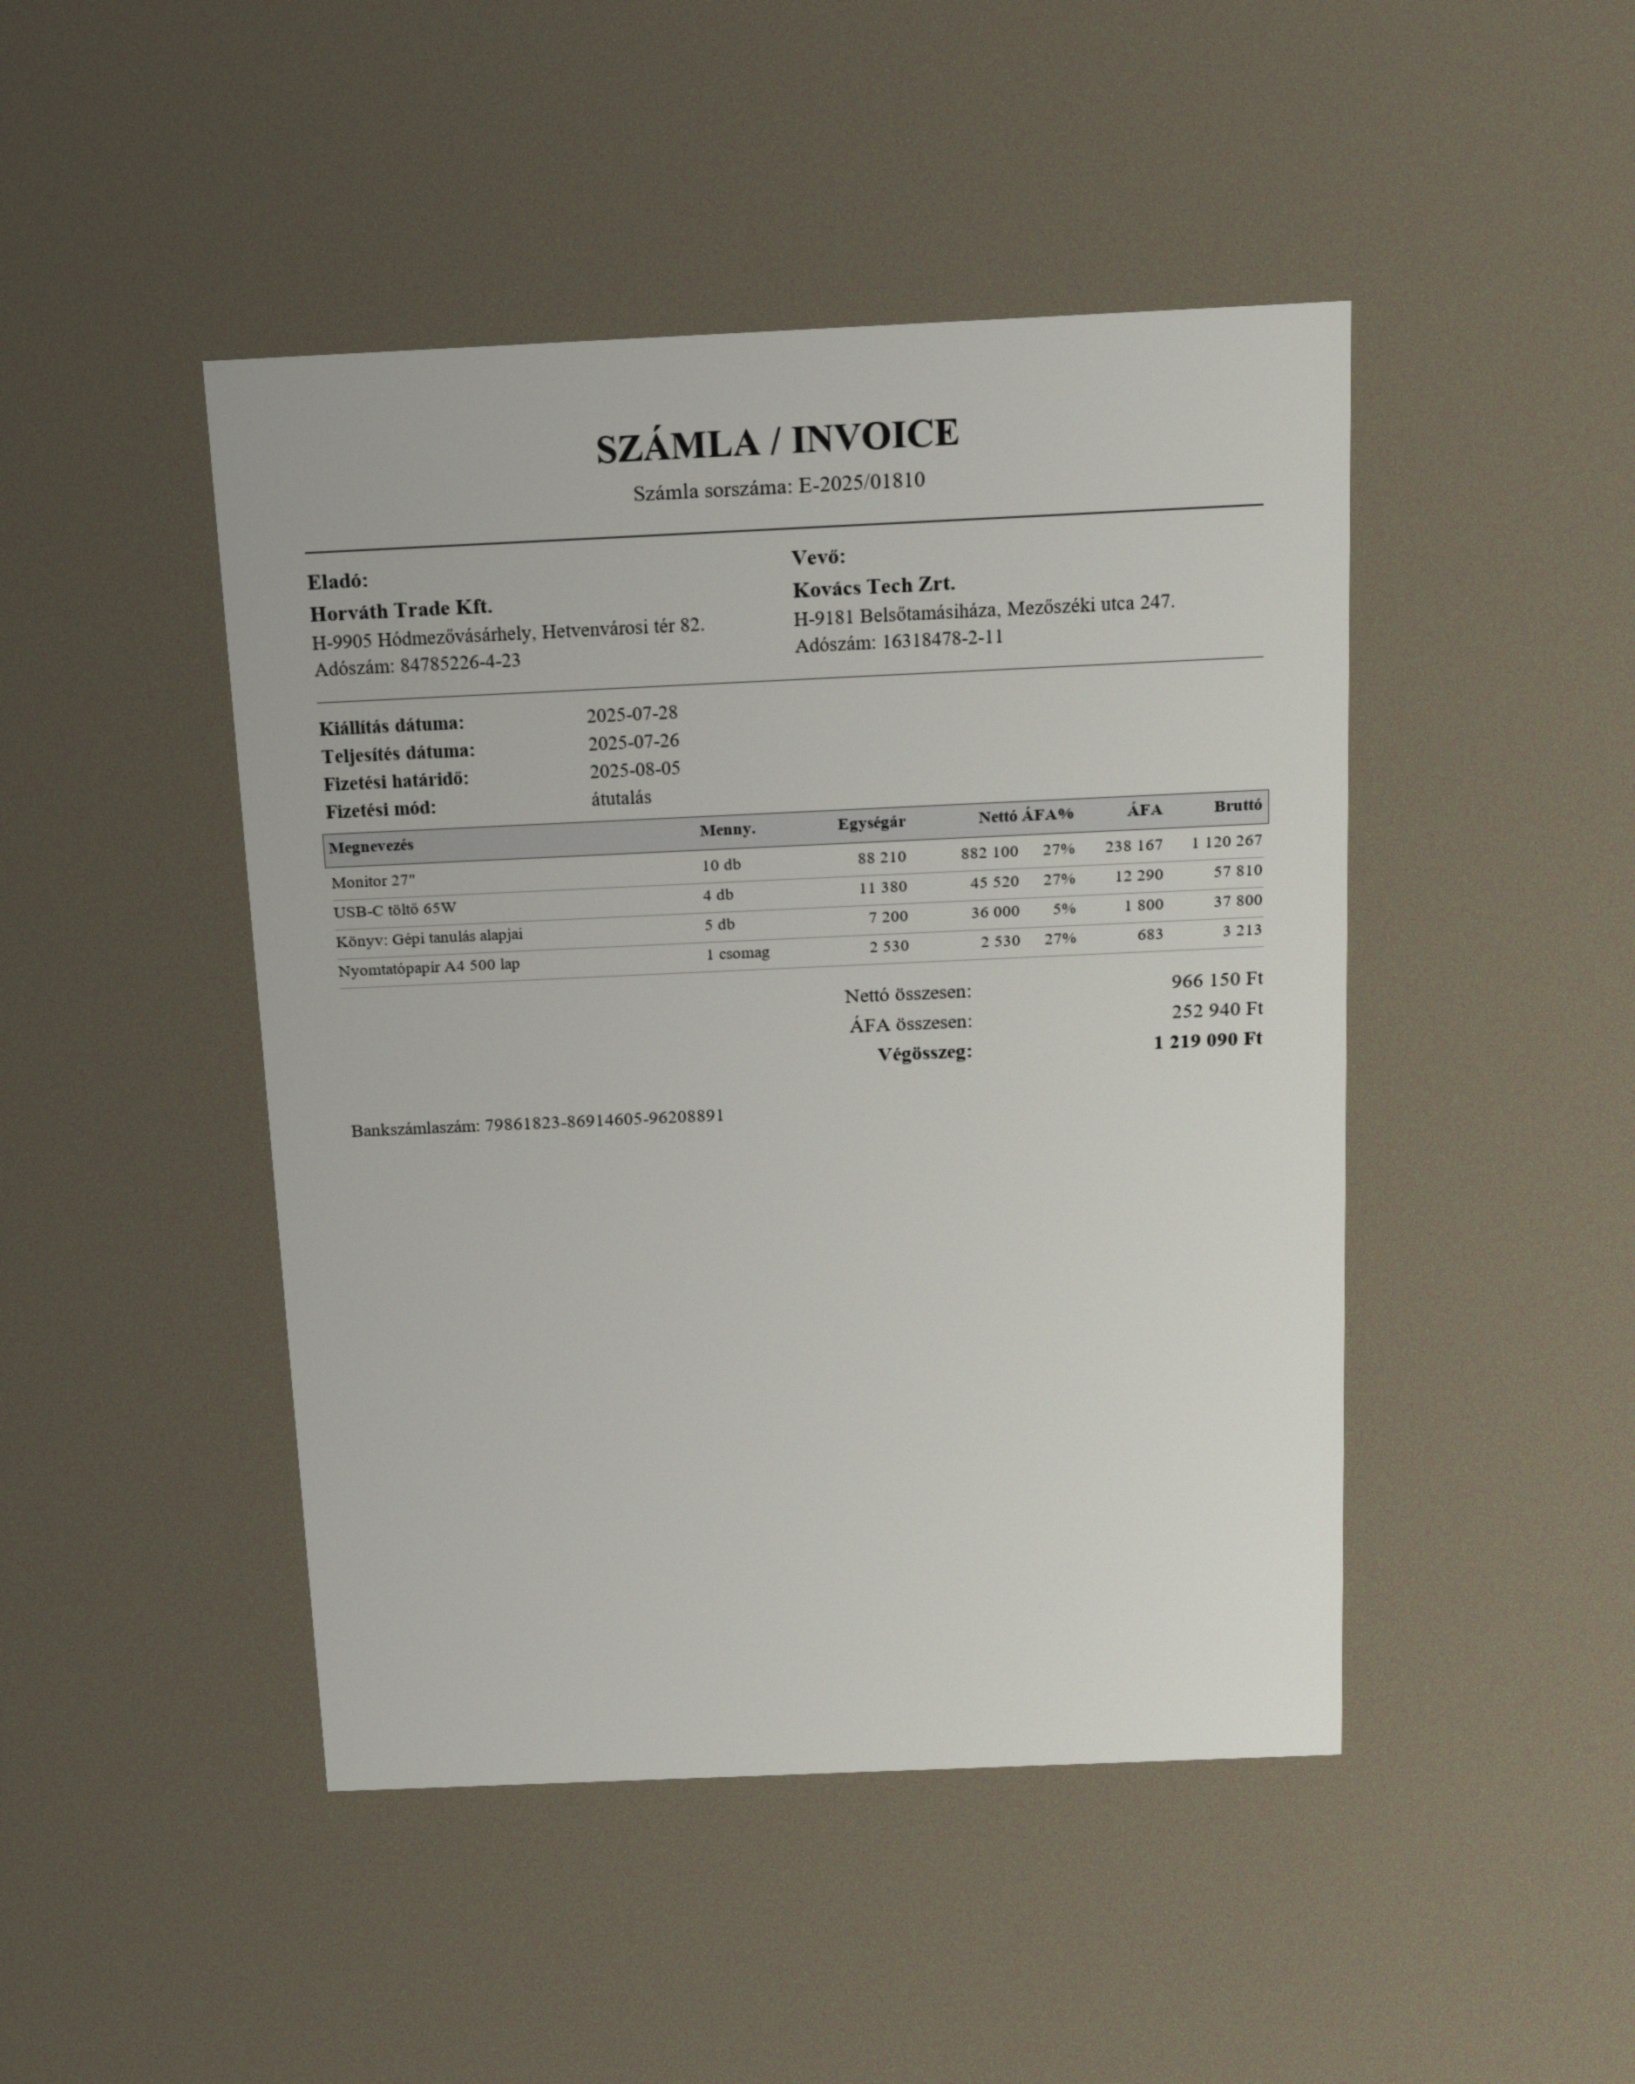 SZÁMLA / INVOICE
Számla sorszáma: E-2025/01810
Eladó:
Horváth Trade Kft.
H-9905 Hódmezővásárhely, Hetvenvárosi tér 82.
Adószám: 84785226-4-23
Vevő:
Kovács Tech Zrt.
H-9181 Belsőtamásiháza, Mezőszéki utca 247.
Adószám: 16318478-2-11
Kiállítás dátuma: 2025-07-28
Teljesítés dátuma: 2025-07-26
Fizetési határidő: 2025-08-05
Fizetési mód: átutalás
Megnevezés Menny. Egységár Nettó ÁFA% ÁFA Bruttó
Monitor 27" 10 db 88 210 882 100 27% 238 167 1 120 267
USB-C töltő 65W 4 db 11 380 45 520 27% 12 290 57 810
Könyv: Gépi tanulás alapjai 5 db 7 200 36 000 5% 1 800 37 800
Nyomtatópapír A4 500 lap 1 csomag 2 530 2 530 27% 683 3 213
Nettó összesen: 966 150 Ft
ÁFA összesen: 252 940 Ft
Végösszeg: 1 219 090 Ft
Bankszámlaszám: 79861823-86914605-96208891